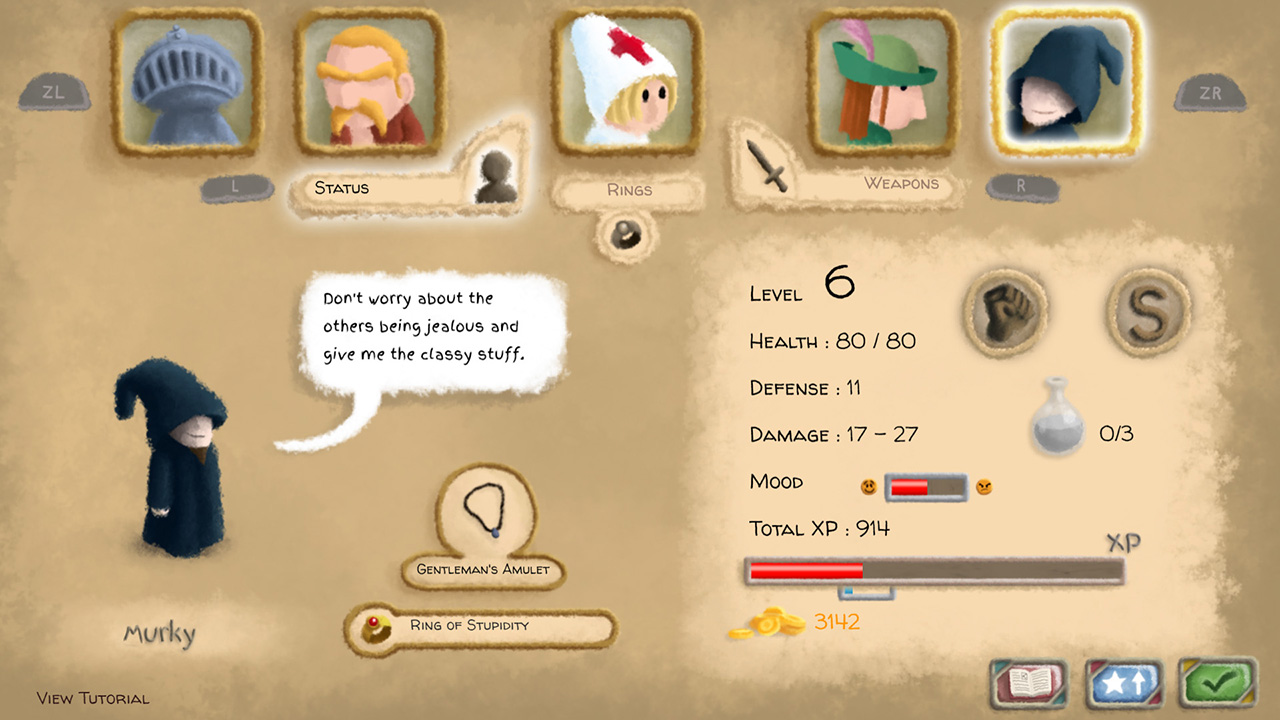 ZL
ZR
L
STATUS
RINGS
WEAPONS
R
Don't worry about the
others being jealous and
give me the classy stuff.
LEVEL 6
S
HEALTH : 80 / 80
DEFENSE : 11
DAMAGE : 17 - 27
0/3
MOOD
TOTAL XP : 914
XP
3142
GENTLEMAN'S AMULET
RING OF STUPIDITY
Murky
VIEW TUTORIAL